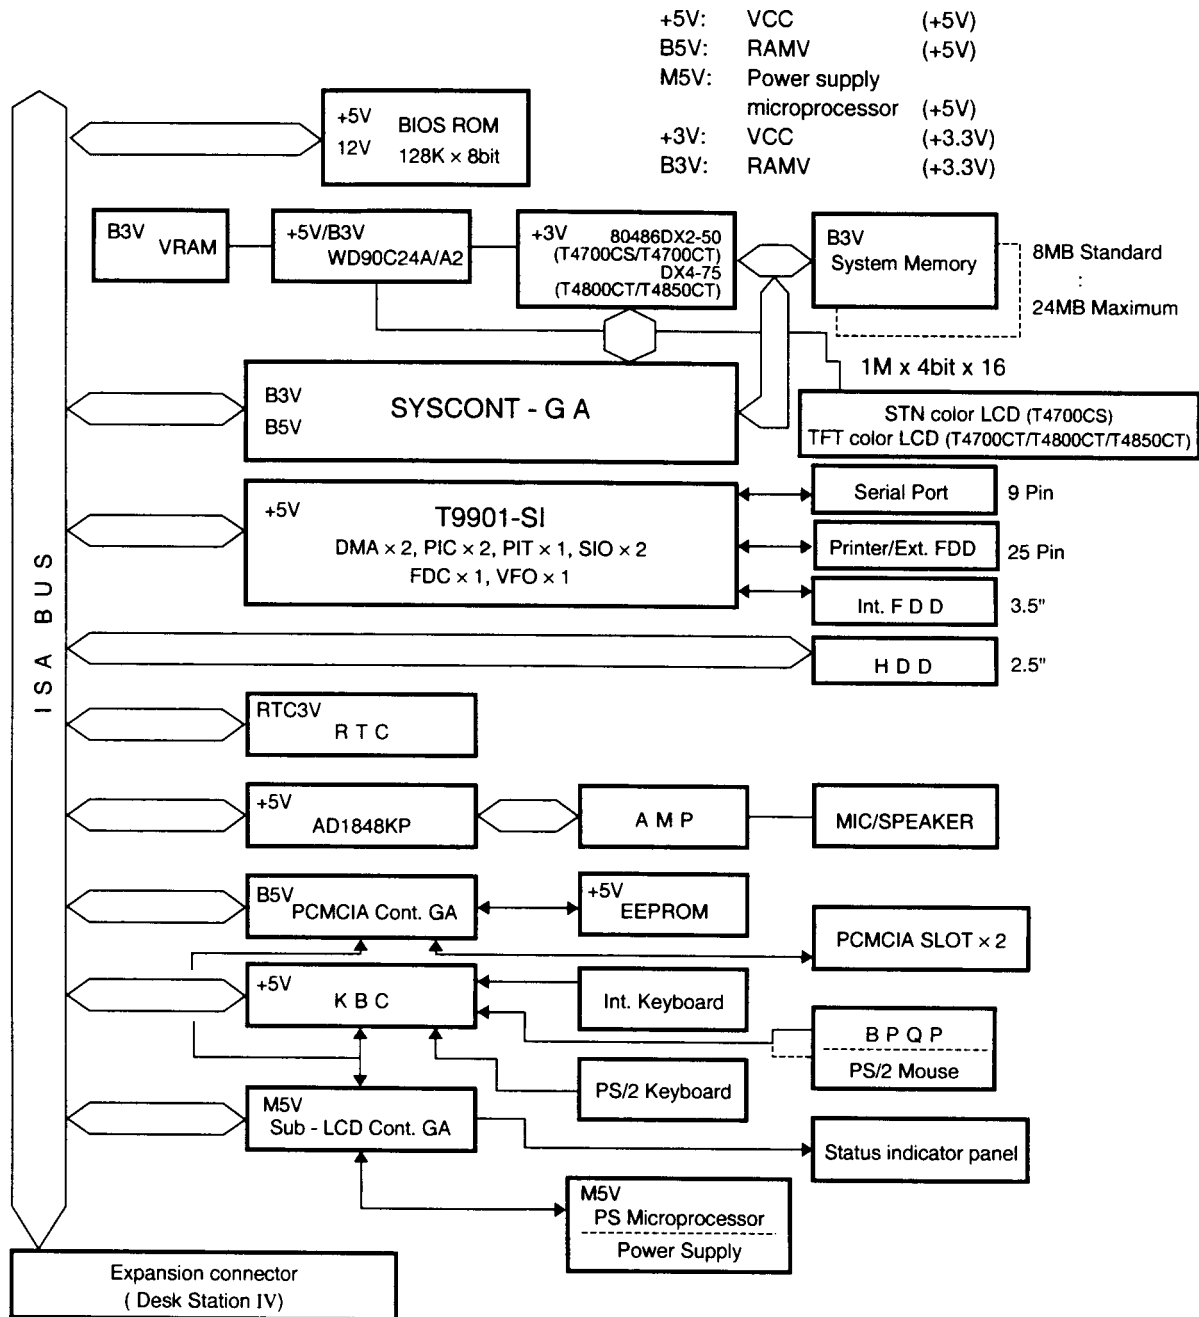 +5V: VCC (+5V)
B5V: RAMV (+5V)
M5V: Power supply
microprocessor (+5V)
+3V: VCC (+3.3V)
B3V: RAMV (+3.3V)
+5V BIOS ROM
12V 128K × 8bit
B3V
VRAM
+5V/B3V
WD90C24A/A2
+3V 80486DX2-50
(T4700CS/T4700CT)
DX4-75
(T4800CT/T4850CT)
B3V
System Memory
8MB Standard
:
24MB Maximum
1M x 4bit x 16
B3V
SYSCONT - G A
B5V
STN color LCD (T4700CS)
TFT color LCD (T4700CT/T4800CT/T4850CT)
+5V T9901-SI
DMA × 2, PIC × 2, PIT × 1, SIO × 2
FDC × 1, VFO × 1
Serial Port 9 Pin
Printer/Ext. FDD 25 Pin
Int. F D D 3.5"
H D D 2.5"
ISA BUS
RTC3V
R T C
+5V
AD1848KP
A M P
MIC/SPEAKER
B5V
PCMCIA Cont. GA
+5V
EEPROM
PCMCIA SLOT × 2
+5V
K B C
Int. Keyboard
B P Q P
PS/2 Mouse
PS/2 Keyboard
M5V
Sub - LCD Cont. GA
Status indicator panel
M5V
PS Microprocessor
Power Supply
Expansion connector
( Desk Station IV)